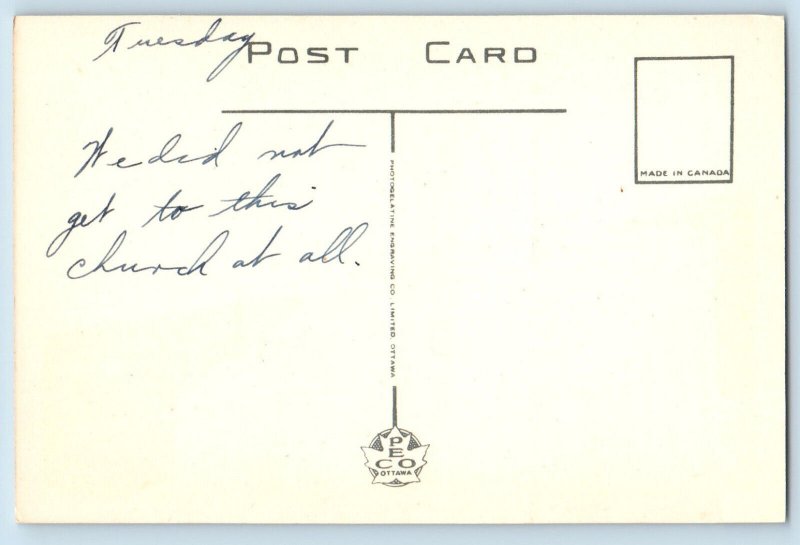 Tuesday
POST CARD
We did not
get to this
church at all.
MADE IN CANADA
PHOTOGELATINE ENGRAVING CO. LIMITED, OTTAWA
PECO
OTTAWA